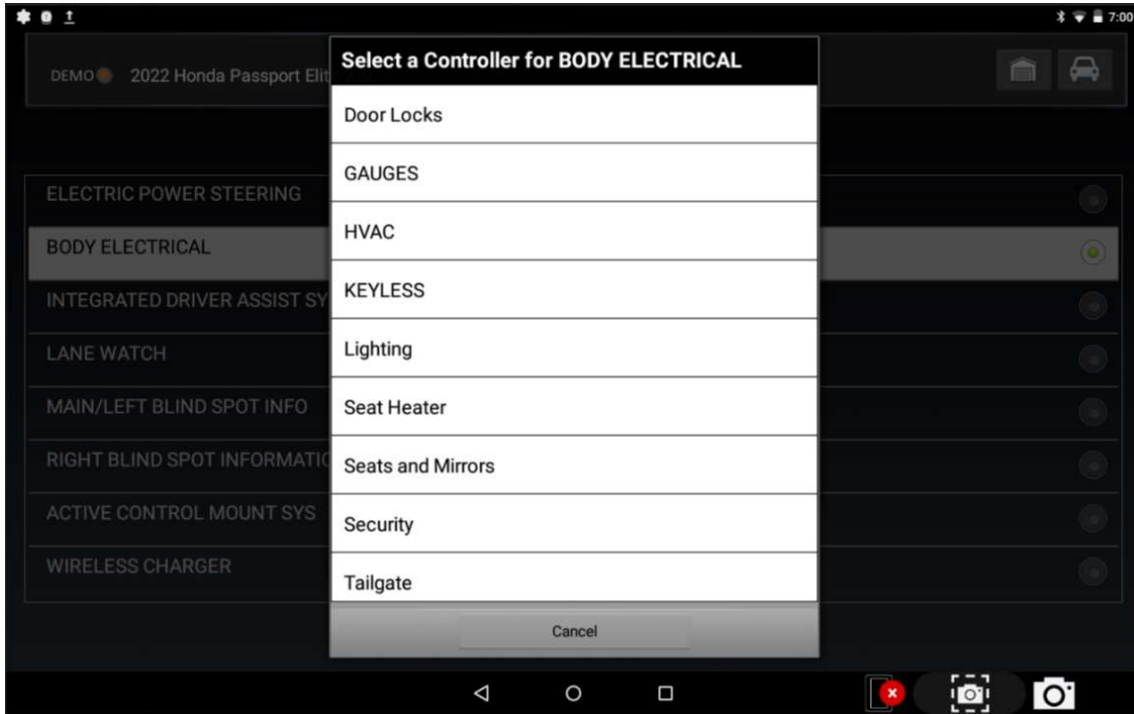 7:00
DEMO 2022 Honda Passport Elit
Select a Controller for BODY ELECTRICAL
Door Locks
GAUGES
HVAC
KEYLESS
Lighting
Seat Heater
Seats and Mirrors
Security
Tailgate
Cancel
ELECTRIC POWER STEERING
BODY ELECTRICAL
INTEGRATED DRIVER ASSIST SY
LANE WATCH
MAIN/LEFT BLIND SPOT INFO
RIGHT BLIND SPOT INFORMATIO
ACTIVE CONTROL MOUNT SYS
WIRELESS CHARGER